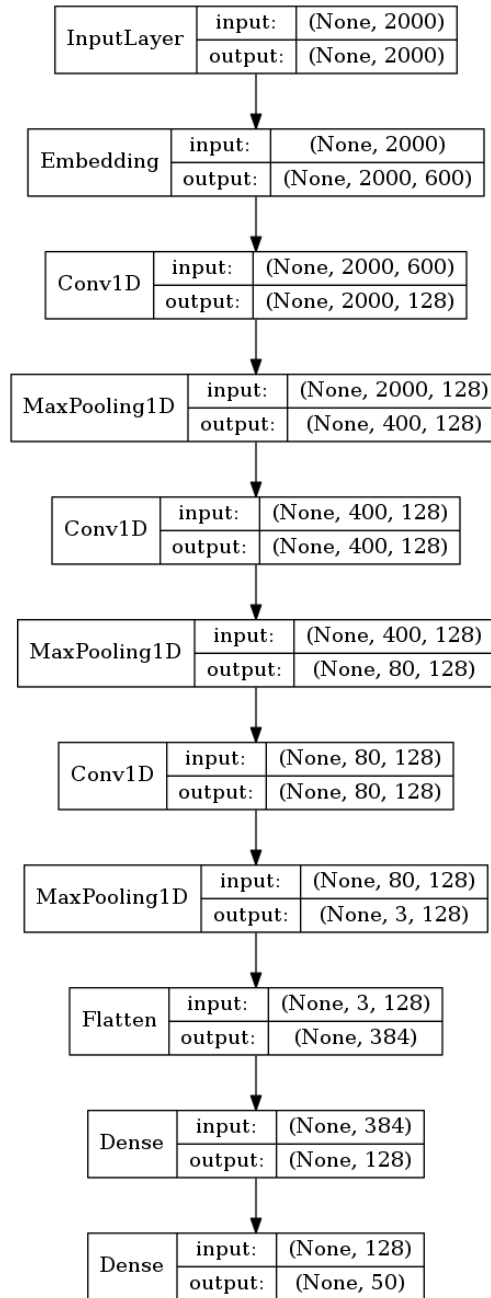 InputLayer input: (None, 2000)
output: (None, 2000)
Embedding input: (None, 2000)
output: (None, 2000, 600)
Conv1D input: (None, 2000, 600)
output: (None, 2000, 128)
MaxPooling1D input: (None, 2000, 128)
output: (None, 400, 128)
Conv1D input: (None, 400, 128)
output: (None, 400, 128)
MaxPooling1D input: (None, 400, 128)
output: (None, 80, 128)
Conv1D input: (None, 80, 128)
output: (None, 80, 128)
MaxPooling1D input: (None, 80, 128)
output: (None, 3, 128)
Flatten input: (None, 3, 128)
output: (None, 384)
Dense input: (None, 384)
output: (None, 128)
Dense input: (None, 128)
output: (None, 50)